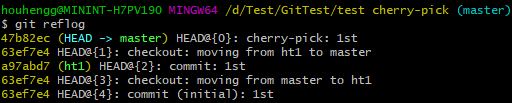 houhengg@MININT-H7PV190 MINGW64 /d/Test/GitTest/test cherry-pick (master)
$ git reflog
47b82ec (HEAD -> master) HEAD@{0}: cherry-pick: 1st
63ef7e4 HEAD@{1}: checkout: moving from ht1 to master
a97abd7 (ht1) HEAD@{2}: commit: 1st
63ef7e4 HEAD@{3}: checkout: moving from master to ht1
63ef7e4 HEAD@{4}: commit (initial): 1st